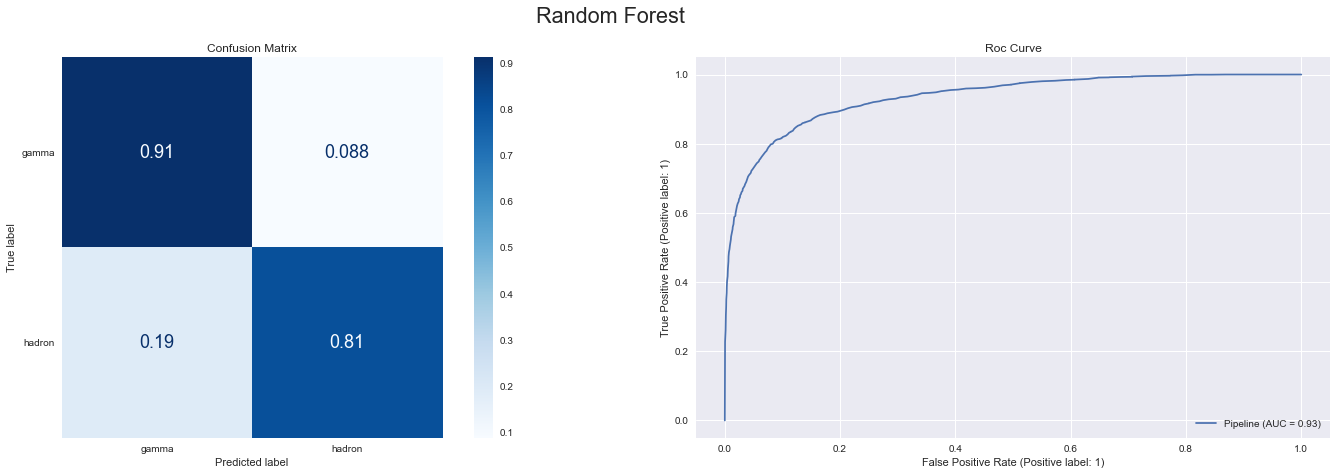 Random Forest
Confusion Matrix
True label
gamma
hadron
0.91
0.088
0.19
0.81
gamma
hadron
Predicted label
0.9
0.8
0.7
0.6
0.5
0.4
0.3
0.2
0.1
Roc Curve
True Positive Rate (Positive label: 1)
1.0
0.8
0.6
0.4
0.2
0.0
Pipeline (AUC = 0.93)
0.0
0.2
0.4
0.6
0.8
1.0
False Positive Rate (Positive label: 1)